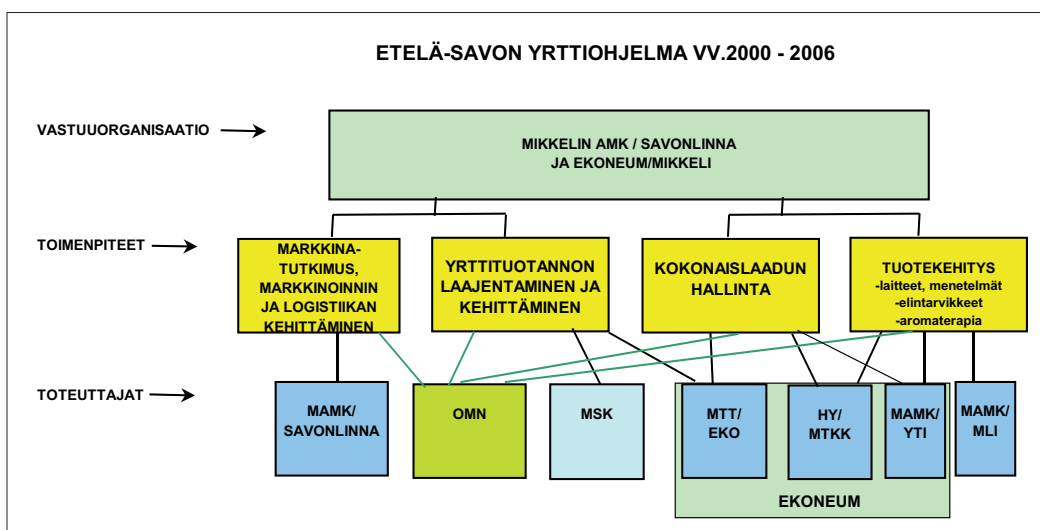 ETELÄ-SAVON YRTTIOHJELMA VV.2000 - 2006
VASTUUORGANISAATIO
MIKKELIN AMK / SAVONLINNA
JA EKONEUM/MIKKELI
TOIMENPITEET
MARKKINA-
TUTKIMUS,
MARKKINOINNIN
JA LOGISTIIKAN
KEHITTÄMINEN
YRTTITUOTANNON
LAAJENTAMINEN JA
KEHITTÄMINEN
KOKONAISLAADUN
HALLINTA
TUOTEKEHITYS
-laitteet, menetelmät
-elintarvikkeet
-aromaterapia
TOTEUTTAJAT
MAMK/
SAVONLINNA
OMN
MSK
MTT/
EKO
HY/
MTKK
MAMK/
YTI
MAMK/
MLI
EKONEUM